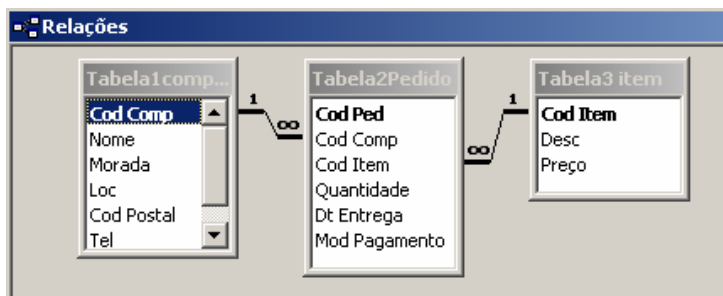 Relações
Tabela1comp...
Cod Comp
Nome
Morada
Loc
Cod Postal
Tel
1
∞
Tabela2Pedido
Cod Ped
Cod Comp
Cod Item
Quantidade
Dt Entrega
Mod Pagamento
∞
1
Tabela3 item
Cod Item
Desc
Preço